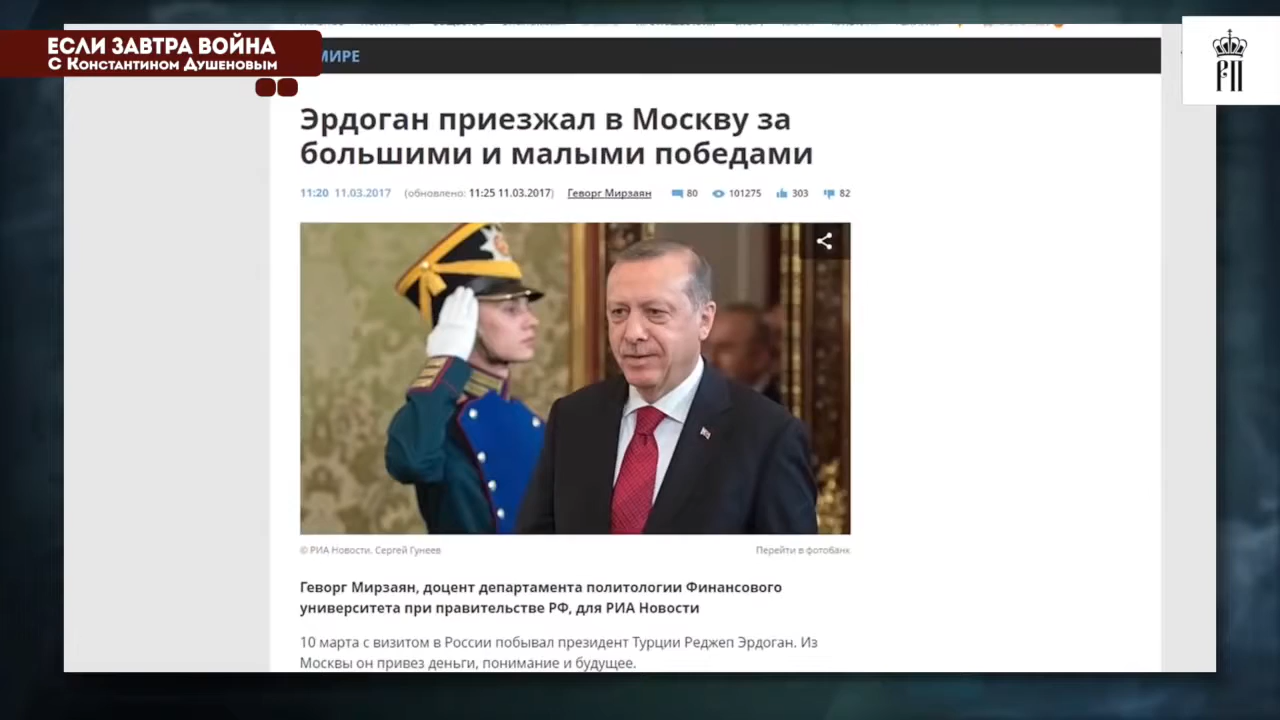 ЕСЛИ ЗАВТРА ВОЙНА
С КОНСТАНТИНОМ ДУШЕНОВЫМ
МИРЕ
РП
Эрдоган приезжал в Москву за
большими и малыми победами
11:20 11.03.2017 (обновлено: 11:25 11.03.2017) Геворг Мирзаян 80 101275 303 82
© РИА Новости. Сергей Гунеев
Перейти в фотобанк
Геворг Мирзаян, доцент департамента политологии Финансового
университета при правительстве РФ, для РИА Новости
10 марта с визитом в России побывал президент Турции Реджеп Эрдоган. Из
Москвы он привез деньги, понимание и будущее.